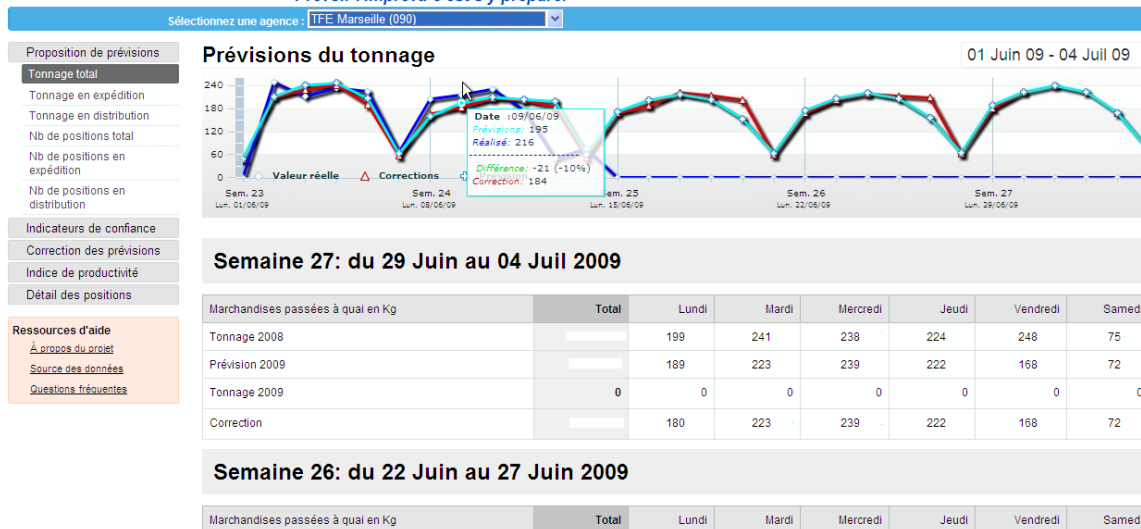 Sélectionnez une agence : TFE Marseille (090)
Proposition de prévisions
Tonnage total
Tonnage en expédition
Tonnage en distribution
Nb de positions total
Nb de positions en
expédition
Nb de positions en
distribution
Indicateurs de confiance
Correction des prévisions
Indice de productivité
Détail des positions
Ressources d'aide
À propos du projet
Source des données
Questions fréquentes
Prévisions du tonnage
01 Juin 09 - 04 Juil 09
240
180
120
60
0
Date :09/06/09
Prévisions: 195
Réalisé: 216
Différence: -21 (-10%)
Correction: 184
Valeur réelle Corrections Prévision
Sem. 23 Sem. 24 Sem. 25 Sem. 26 Sem. 27
Lun. 01/06/09 Lun. 08/06/09 Lun. 15/06/09 Lun. 22/06/09 Lun. 29/06/09
Semaine 27: du 29 Juin au 04 Juil 2009
Marchandises passées à quai en Kg Total Lundi Mardi Mercredi Jeudi Vendredi Samed
Tonnage 2008 199 241 238 224 248 75
Prévision 2009 189 223 239 222 168 72
Tonnage 2009 0 0 0 0 0 0 0
Correction 180 223 239 222 168 72
Semaine 26: du 22 Juin au 27 Juin 2009
Marchandises passées à quai en Kg Total Lundi Mardi Mercredi Jeudi Vendredi Samed